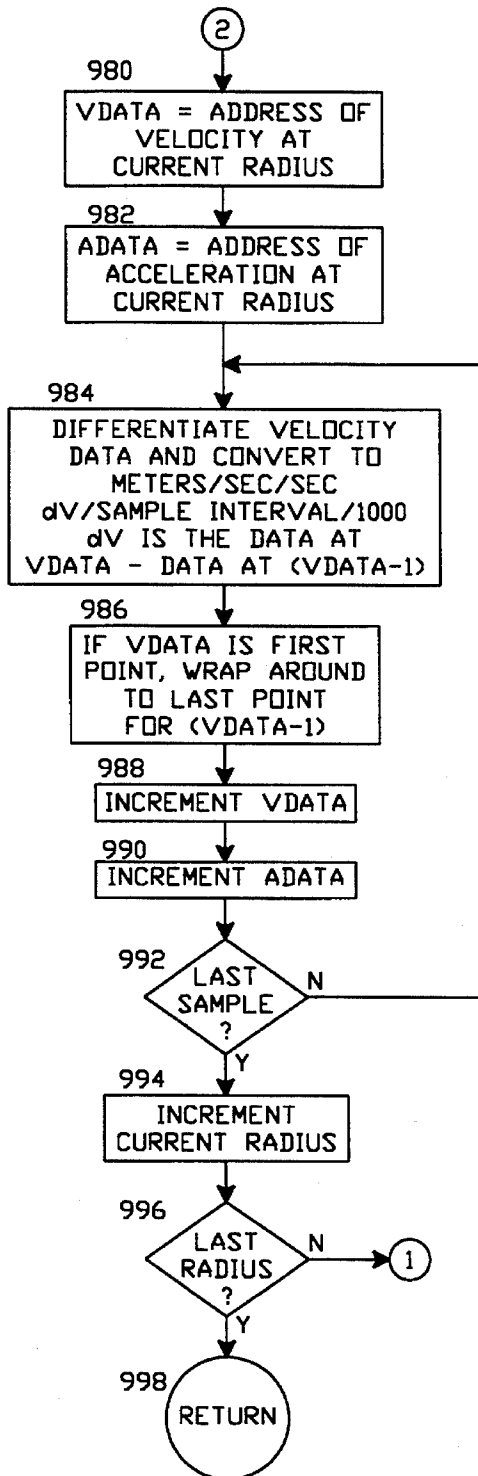 2
980
VDATA = ADDRESS OF
VELOCITY AT
CURRENT RADIUS
982
ADATA = ADDRESS OF
ACCELERATION AT
CURRENT RADIUS
984
DIFFERENTIATE VELOCITY
DATA AND CONVERT TO
METERS/SEC/SEC
dV/SAMPLE INTERVAL/1000
dV IS THE DATA AT
VDATA - DATA AT (VDATA-1)
986
IF VDATA IS FIRST
POINT, WRAP AROUND
TO LAST POINT
FOR (VDATA-1)
988
INCREMENT VDATA
990
INCREMENT ADATA
992
LAST
SAMPLE
?
N
Y
994
INCREMENT
CURRENT RADIUS
996
LAST
RADIUS
?
N
1
Y
998
RETURN